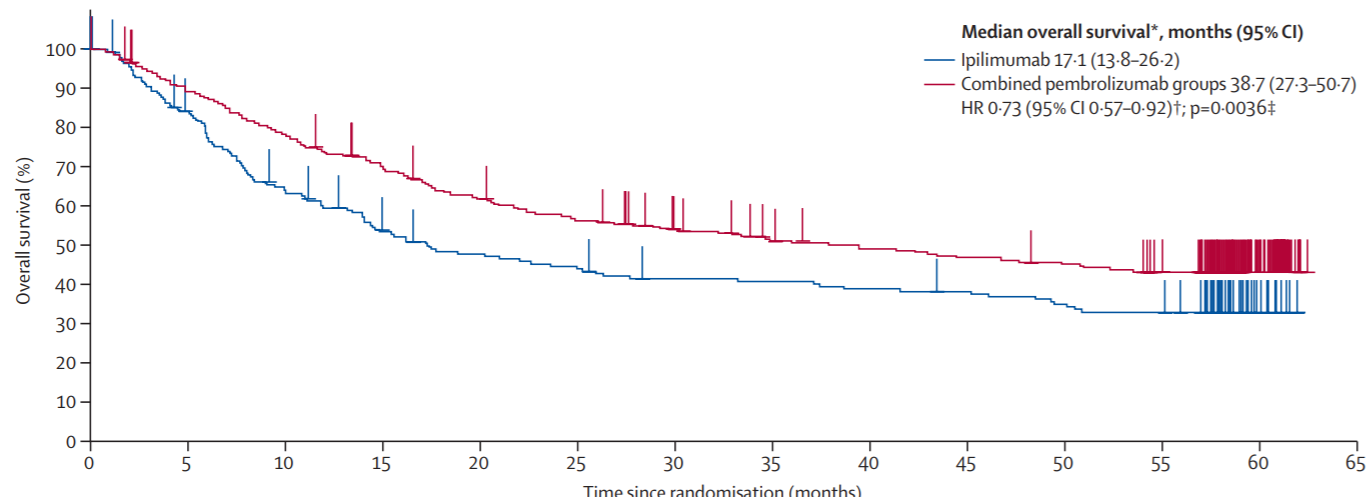 Median overall survival*, months (95% CI)
Ipilimumab 17·1 (13·8–26·2)
Combined pembrolizumab groups 38·7 (27·3–50·7)
HR 0·73 (95% CI 0·57–0·92)†; p=0·0036‡
Overall survival (%)
100
90
80
70
60
50
40
30
20
10
0
0 5 10 15 20 25 30 35 40 45 50 55 60 65
Time since randomisation (months)